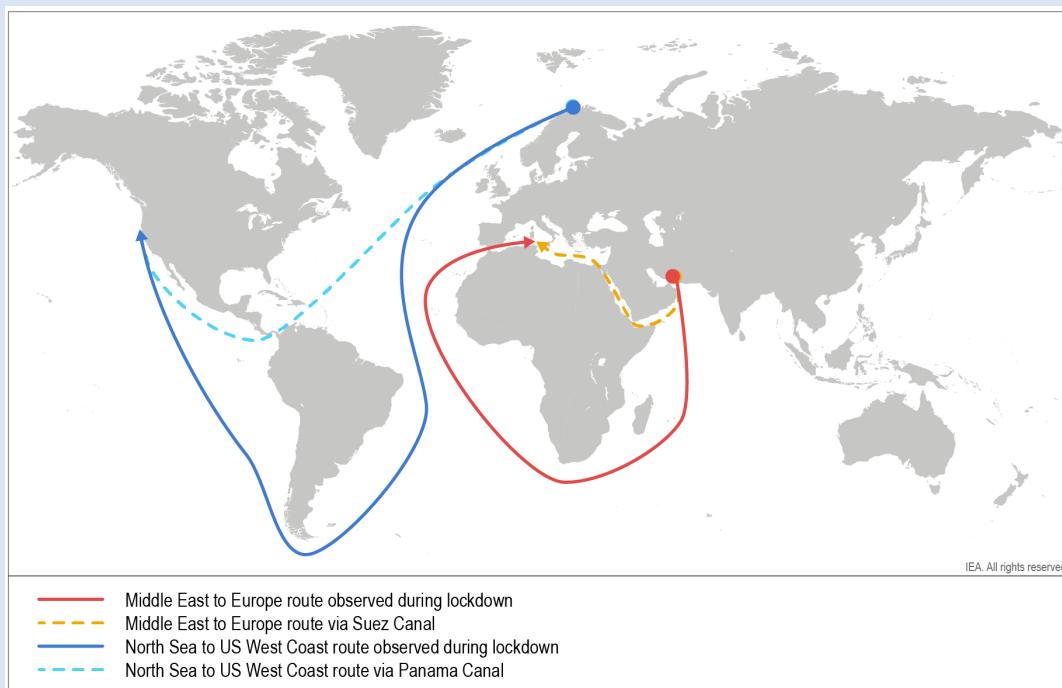 IEA. All rights reserved
Middle East to Europe route observed during lockdown
Middle East to Europe route via Suez Canal
North Sea to US West Coast route observed during lockdown
North Sea to US West Coast route via Panama Canal